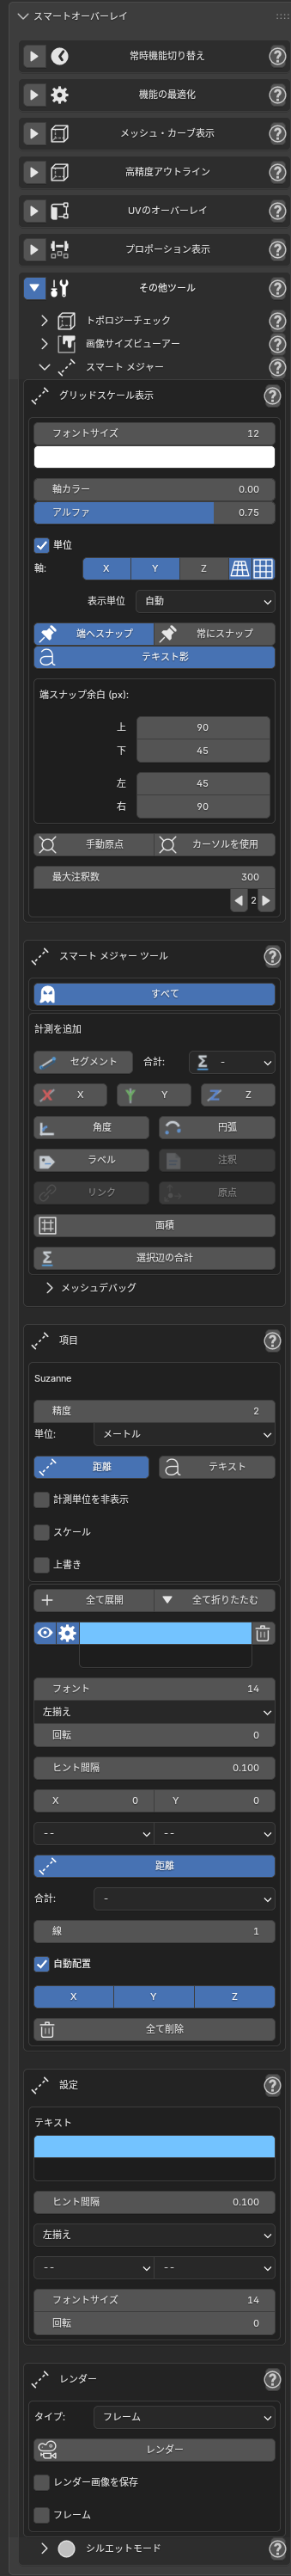 スマートオーバーレイ
常時機能切り替え
機能の最適化
メッシュ・カーブ表示
高精度アウトライン
UVのオーバーレイ
プロポーション表示
その他ツール
トポロジーチェック
画像サイズビューアー
スマート メジャー
グリッドスケール表示
フォントサイズ 12
軸カラー 0.00
アルファ 0.75
単位
軸: X Y Z
表示単位 自動
端へスナップ 常にスナップ
テキスト影
端スナップ余白 (px):
上 90
下 45
左 45
右 90
手動原点 カーソルを使用
最大注釈数 300
2
スマート メジャー ツール
すべて
計測を追加
セグメント 合計: -
X Y Z
角度 円弧
ラベル 注釈
リンク 原点
面積
選択辺の合計
メッシュデバッグ
項目
Suzanne
精度 2
単位: メートル
距離 テキスト
計測単位を非表示
スケール
上書き
全て展開 全て折りたたむ
フォント 14
左揃え
回転 0
ヒント間隔 0.100
X 0 Y 0
-- --
距離
合計: -
線 1
自動配置
X Y Z
全て削除
設定
テキスト
ヒント間隔 0.100
左揃え
-- --
フォントサイズ 14
回転 0
レンダー
タイプ: フレーム
レンダー
レンダー画像を保存
フレーム
シルエットモード